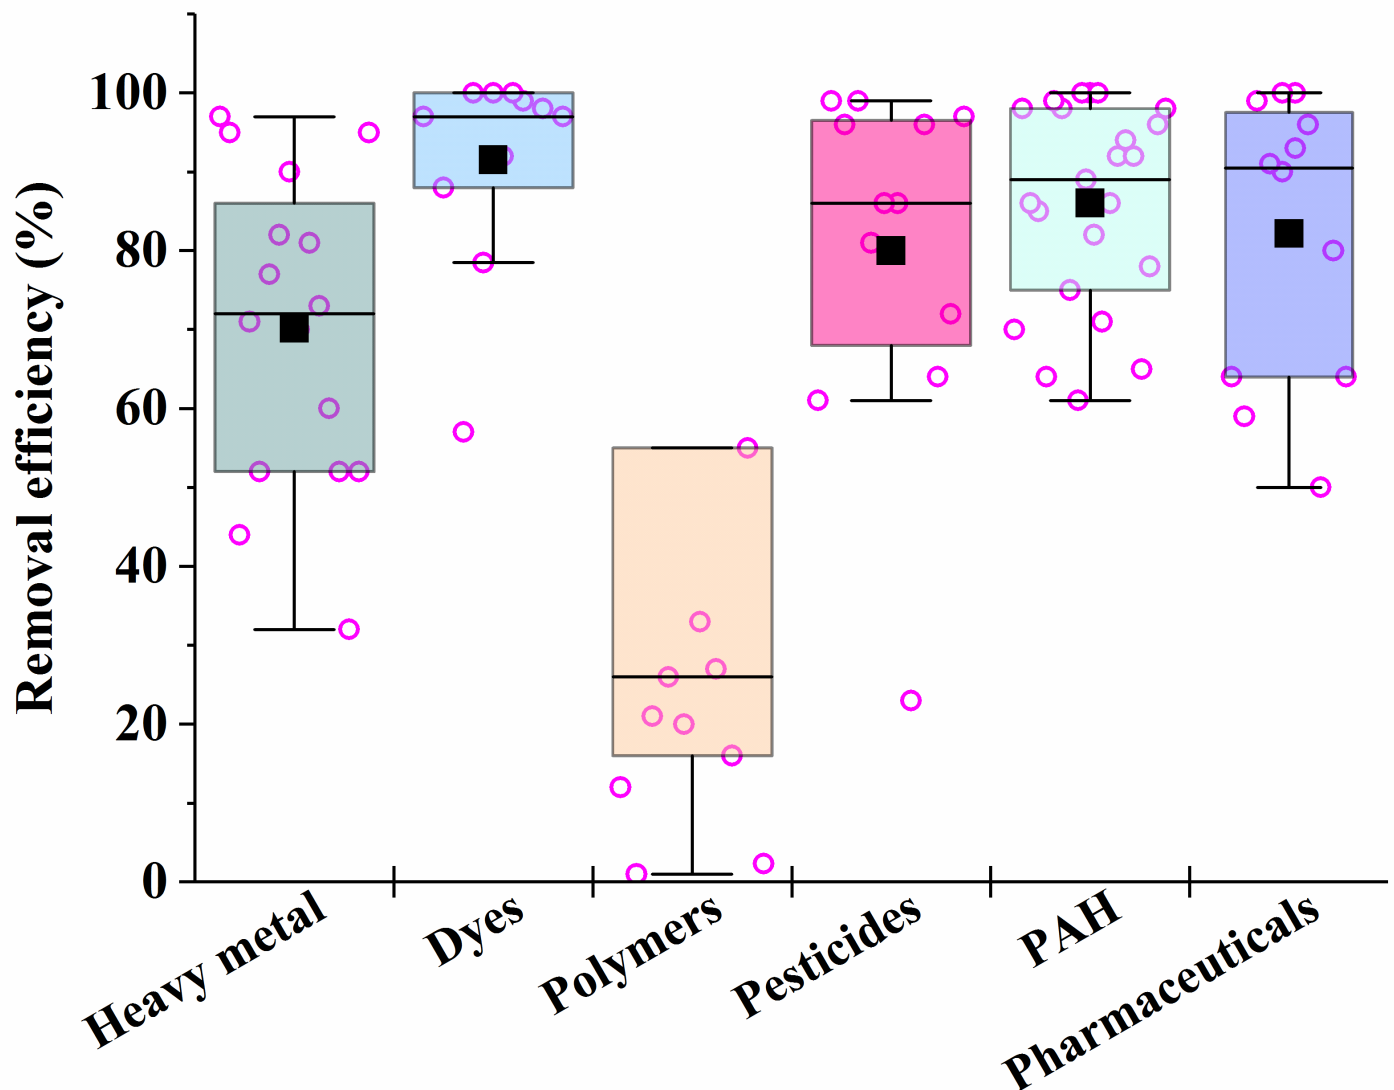 Removal efficiency (%)
100
80
60
40
20
0
Heavy metal
Dyes
Polymers
Pesticides
PAH
Pharmaceuticals